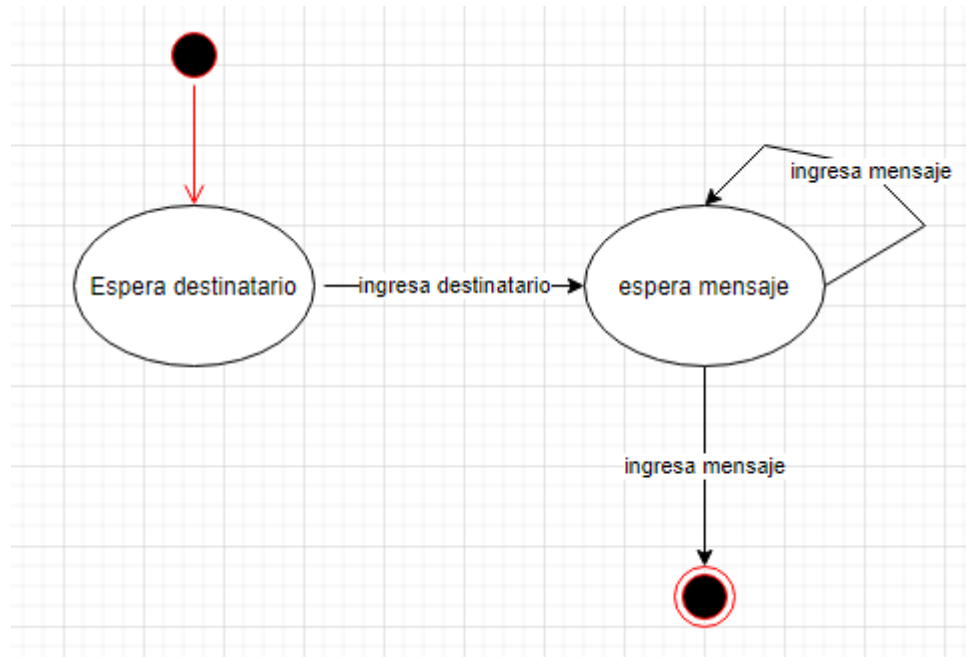 ingresa mensaje
Espera destinatario
ingresa destinatario
espera mensaje
ingresa mensaje